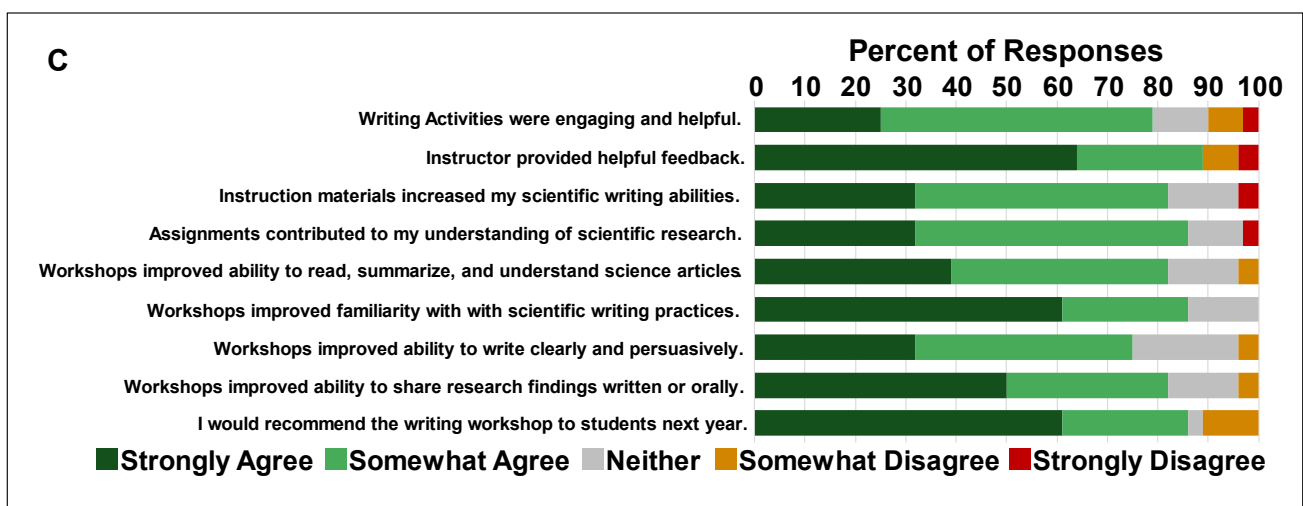 C
Percent of Responses
0 10 20 30 40 50 60 70 80 90 100
Writing Activities were engaging and helpful.
Instructor provided helpful feedback.
Instruction materials increased my scientific writing abilities.
Assignments contributed to my understanding of scientific research.
Workshops improved ability to read, summarize, and understand science articles.
Workshops improved familiarity with with scientific writing practices.
Workshops improved ability to write clearly and persuasively.
Workshops improved ability to share research findings written or orally.
I would recommend the writing workshop to students next year.
Strongly Agree Somewhat Agree Neither Somewhat Disagree Strongly Disagree